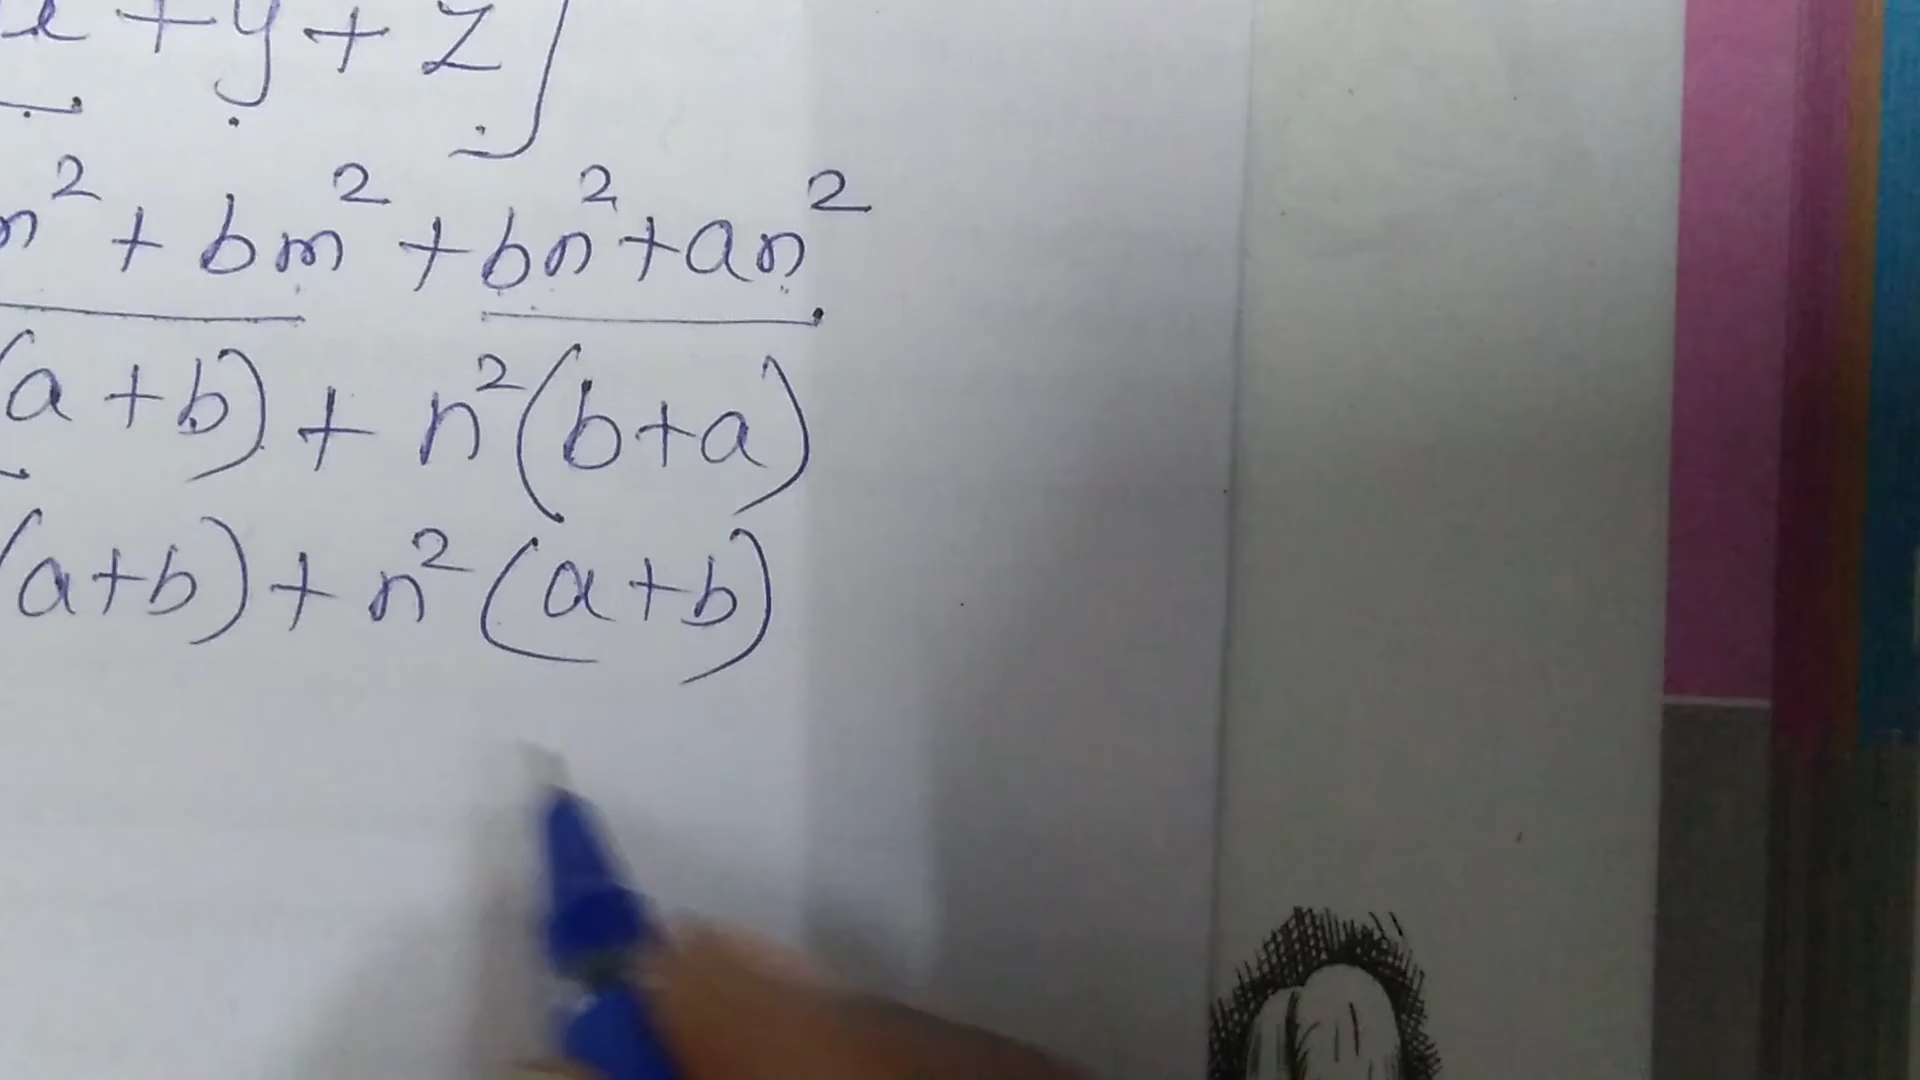 x + y + z]
m² + bm² + bn² + an²
(a + b) + n²(b+a)
(a+b) + n²(a+b)